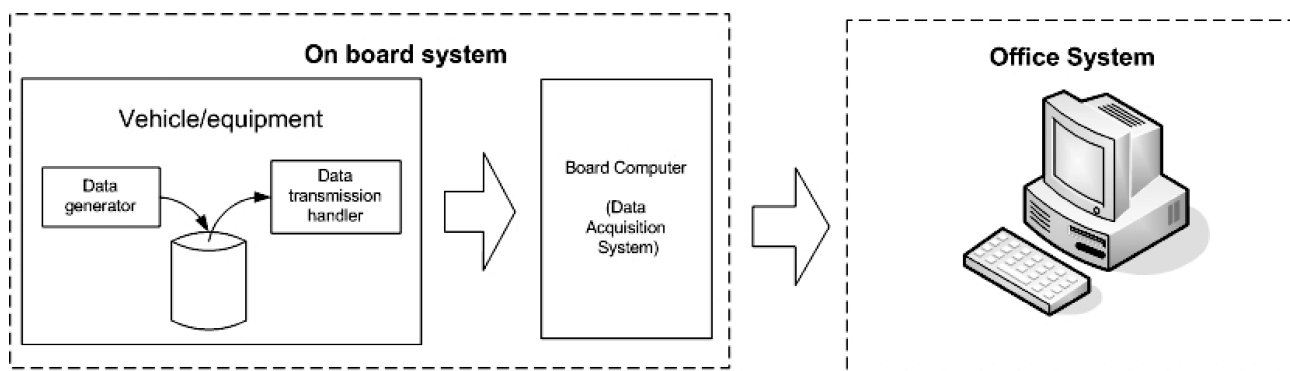 On board system
Vehicle/equipment
Data
generator
Data
transmission
handler
Board Computer
(Data
Acquisition
System)
Office System